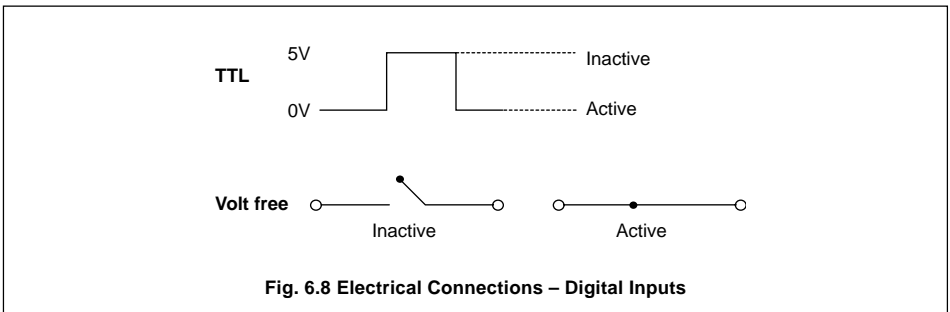 5V
Inactive
TTL
0V
Active
Volt free
Inactive
Active
Fig. 6.8 Electrical Connections – Digital Inputs